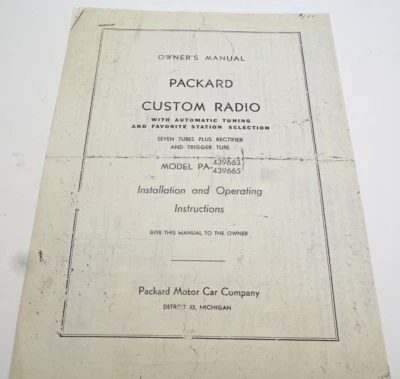 OWNER'S MANUAL
PACKARD
CUSTOM RADIO
WITH AUTOMATIC TUNING
AND FAVORITE STATION SELECTION
SEVEN TUBES PLUS RECTIFIER
AND TRIGGER TUBE
MODEL PA-439663
439665
Installation and Operating
Instructions
GIVE THIS MANUAL TO THE OWNER
Packard Motor Car Company
DETROIT 32, MICHIGAN